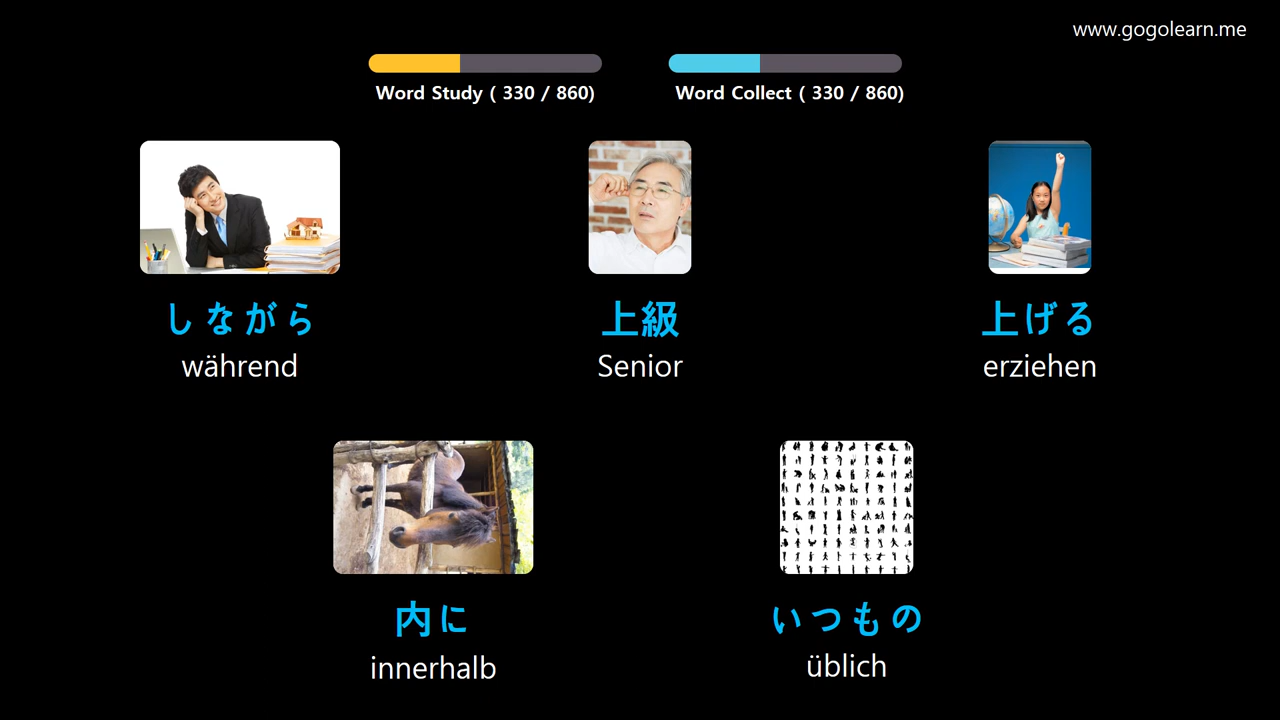 www.gogolearn.me
Word Study ( 330 / 860)
Word Collect ( 330 / 860)
しながら
während
上級
Senior
上げる
erziehen
内に
innerhalb
いつもの
üblich